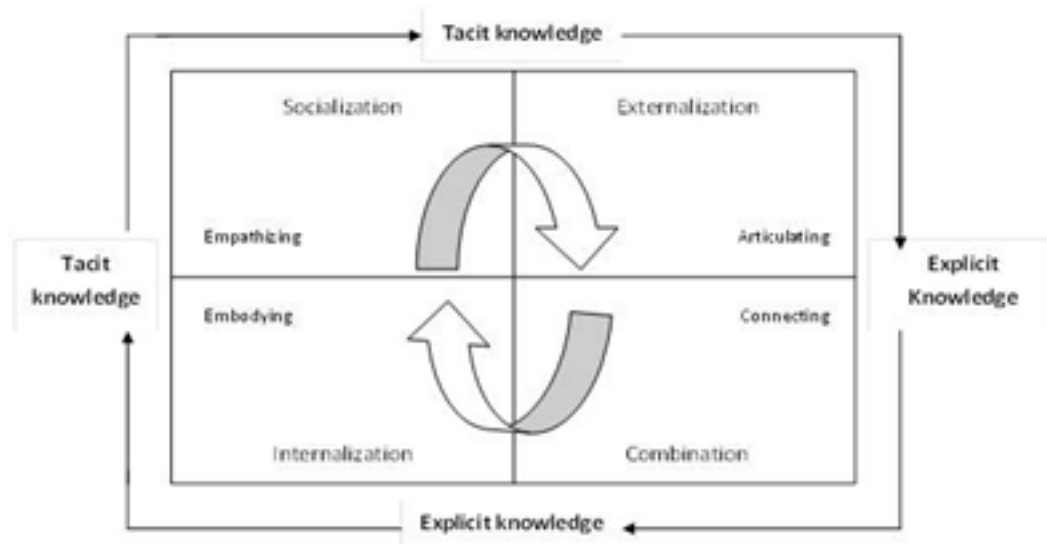 Tacit knowledge
Socialization
Externalization
Empathizing
Articulating
Tacit
knowledge
Explicit
Knowledge
Embodying
Connecting
Internalization
Combination
Explicit knowledge